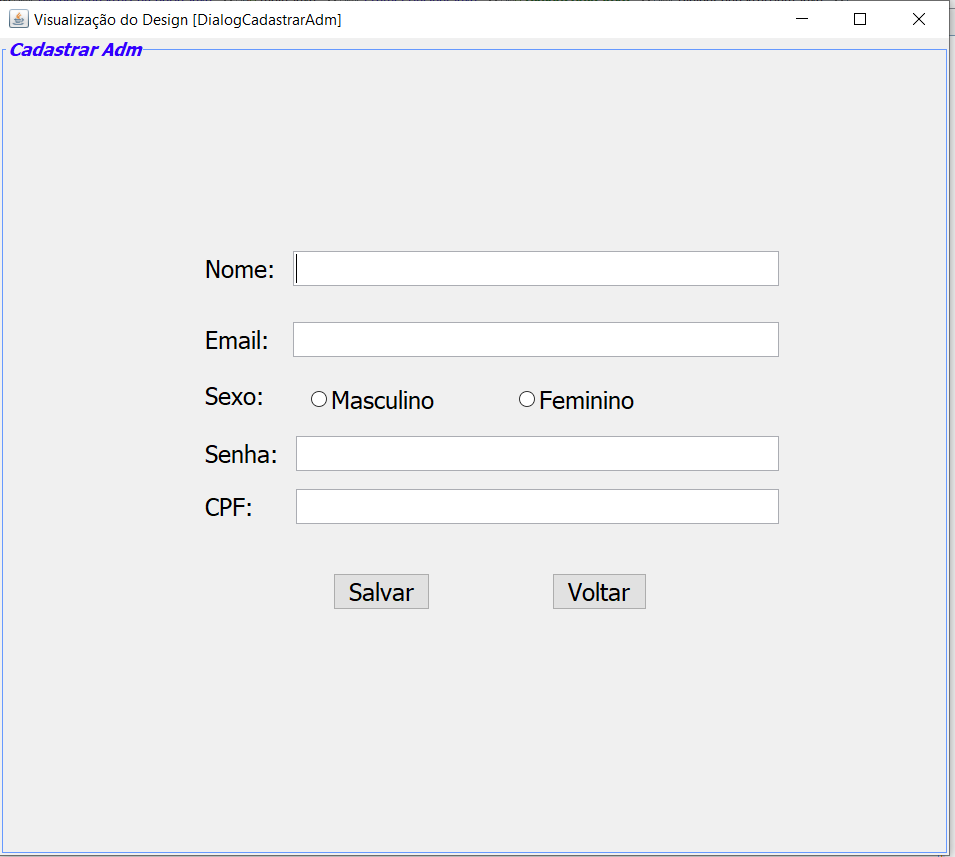 Visualização do Design [DialogCadastrarAdm]
Cadastrar Adm
Nome:
Email:
Sexo: Masculino Feminino
Senha:
CPF:
Salvar Voltar